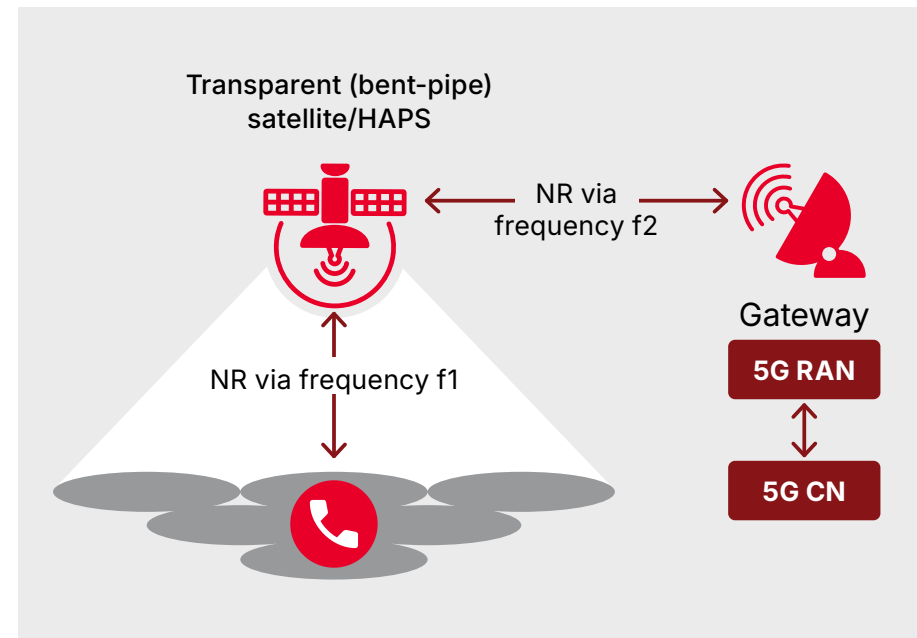 Transparent (bent-pipe)
satellite/HAPS
NR via
frequency f2
Gateway
NR via frequency f1
5G RAN
5G CN